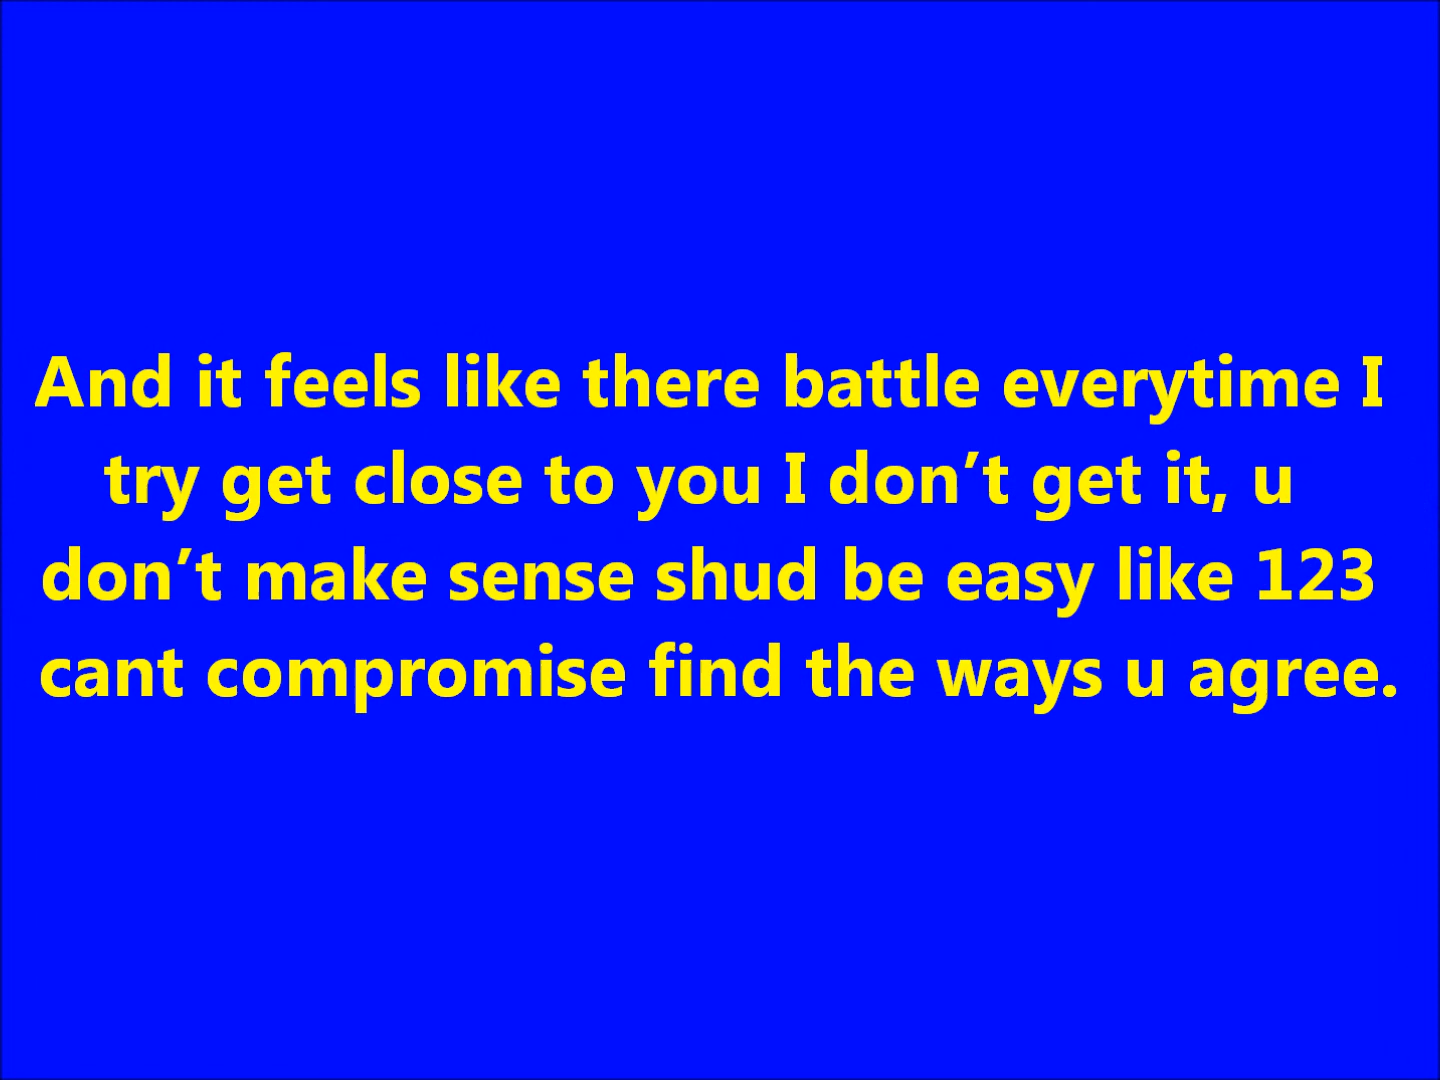 And it feels like there battle everytime I
try get close to you I don’t get it, u
don’t make sense shud be easy like 123
cant compromise find the ways u agree.